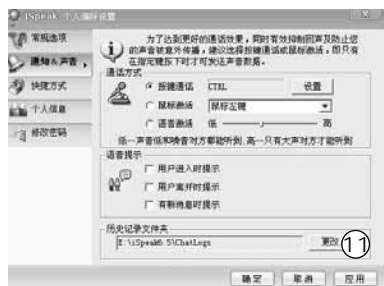 iSpeak 个人偏好设置
常规选项
通知&声音
快捷方式
个人信息
修改密码
为了达到更好的通话效果，同时有效抑制回声及防止您
的声音被意外传播，建议选择按键通话或鼠标激活，即只有
在指定键按下时才可发送音频数据。
通话方式
按键通话 CTRL 设置
鼠标激活 鼠标左键
语音激活 低 高
低－声音低和噪音对方都能听到，高－只有大声对方才能听到
语音提示
用户进入时提示
用户离开时提示
有新消息时提示
历史记录文件夹
E:\iSpeak6.5\ChatLogs 更改 11
确定 取消 应用